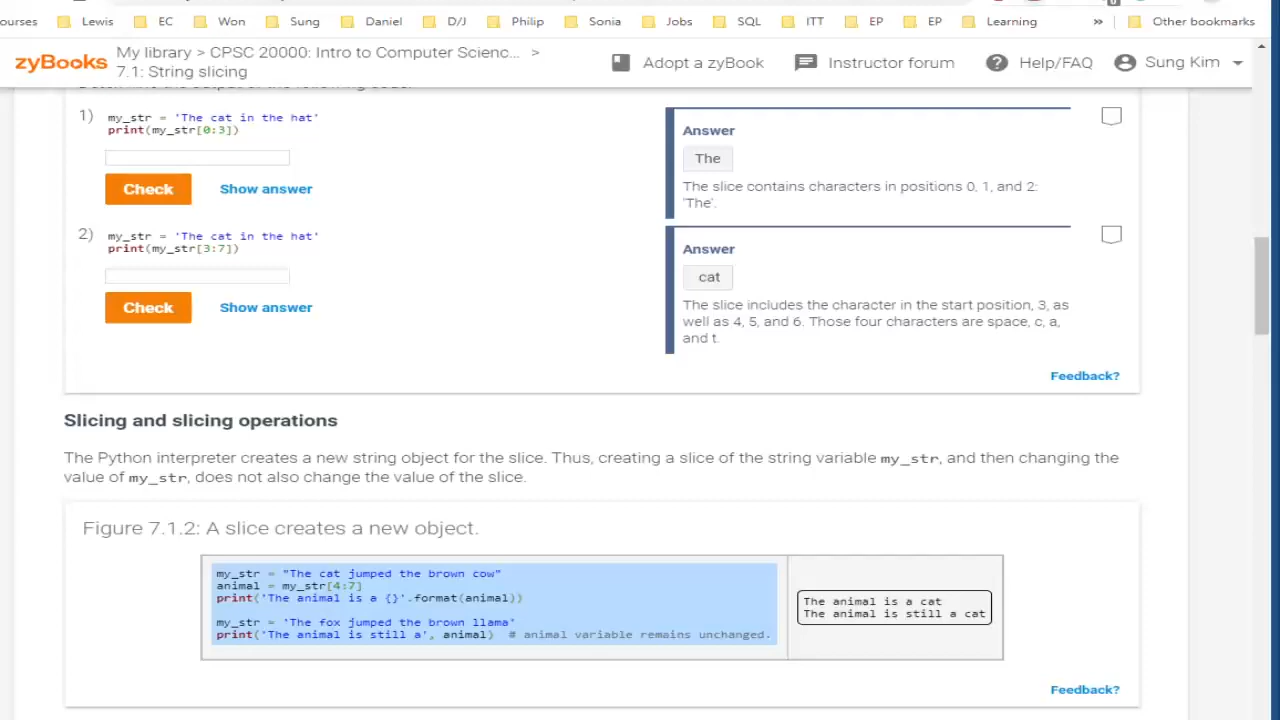 ourses Lewis EC Won Sung Daniel D/J Philip Sonia Jobs SQL ITT EP EP Learning » Other bookmarks
zyBooks My library > CPSC 20000: Intro to Computer Scienc... >
7.1: String slicing
Adopt a zyBook Instructor forum Help/FAQ Sung Kim
1) my_str = 'The cat in the hat'
print(my_str[0:3])
Check Show answer
Answer
The
The slice contains characters in positions 0, 1, and 2:
'The'.
2) my_str = 'The cat in the hat'
print(my_str[3:7])
Check Show answer
Answer
cat
The slice includes the character in the start position, 3, as
well as 4, 5, and 6. Those four characters are space, c, a,
and t.
Feedback?
Slicing and slicing operations
The Python interpreter creates a new string object for the slice. Thus, creating a slice of the string variable my_str, and then changing the
value of my_str, does not also change the value of the slice.
Figure 7.1.2: A slice creates a new object.
my_str = "The cat jumped the brown cow"
animal = my_str[4:7]
print('The animal is a {}'.format(animal))
my_str = 'The fox jumped the brown llama'
print('The animal is still a', animal) # animal variable remains unchanged.
The animal is a cat
The animal is still a cat
Feedback?